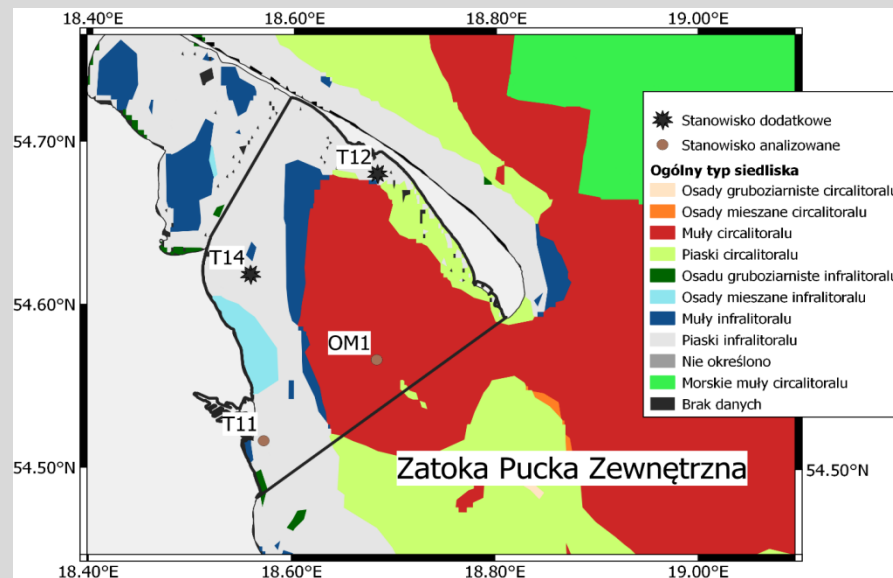 18.40°E 18.60°E 18.80°E 19.00°E
54.70°N
54.60°N
54.50°N
54.50°N
T12
T14
OM1
T11
Zatoka Pucka Zewnętrzna
Stanowisko dodatkowe
Stanowisko analizowane
Ogólny typ siedliska
Osady gruboziarniste circalitoralu
Osady mieszane circalitoralu
Muły circalitoralu
Piaski circalitoralu
Osadu gruboziarniste infralitoralu
Osady mieszane infralitoralu
Muły infralitoralu
Piaski infralitoralu
Nie określono
Morskie muły circalitoralu
Brak danych
18.40°E 18.60°E 18.80°E 19.00°E